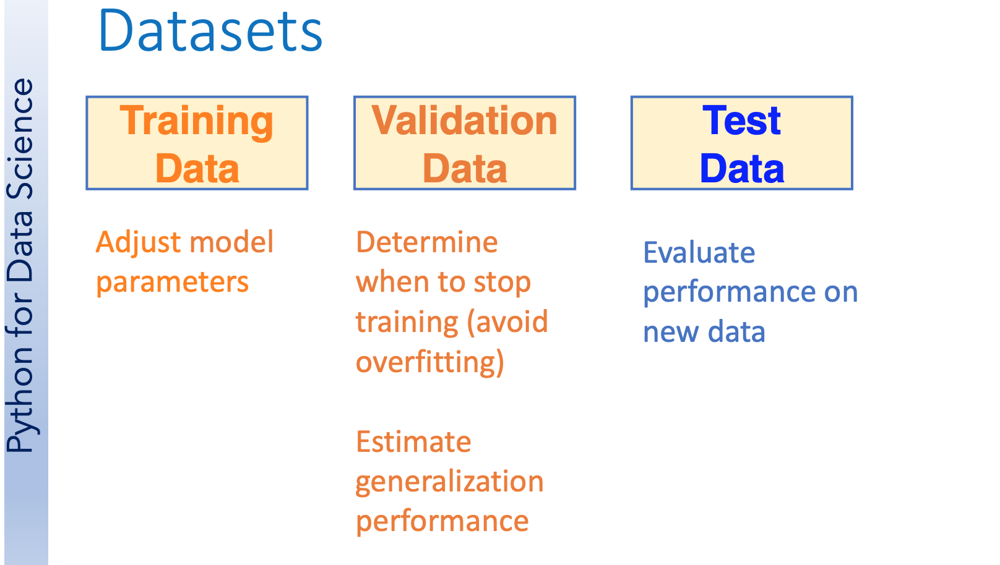 Datasets
Python for Data Science
Training
Data
Adjust model
parameters
Validation
Data
Determine
when to stop
training (avoid
overfitting)
Estimate
generalization
performance
Test
Data
Evaluate
performance on
new data